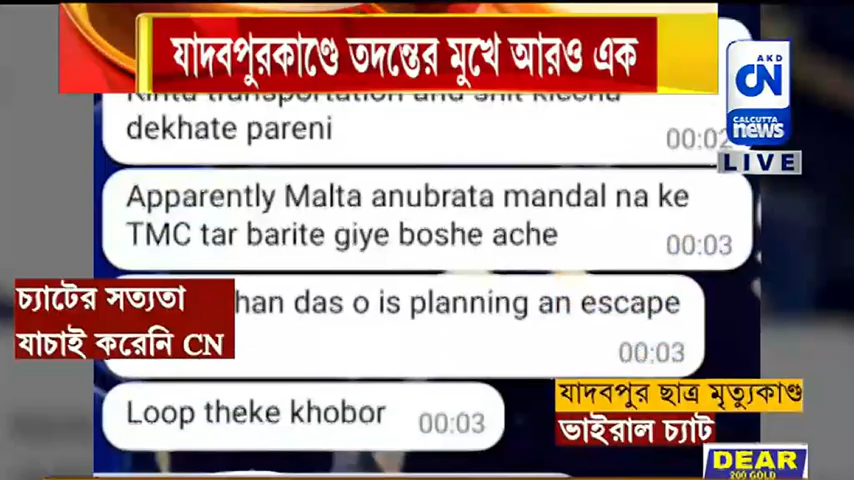 যাদবপুরকাণ্ডে তদন্তের মুখে আরও এক
AKD
CN
CALCUTTA
news
LIVE
dekhate pareni
Apparently Malta anubrata mandal na ke
TMC tar barite giye boshe ache
00:03
চ্যাটের সত্যতা
যাচাই করেনি CN
han das o is planning an escape
00:03
Loop theke khobor
00:03
যাদবপুর ছাত্র মৃত্যুকাণ্ড
ভাইরাল চ্যাট
DEAR
200 GOLD